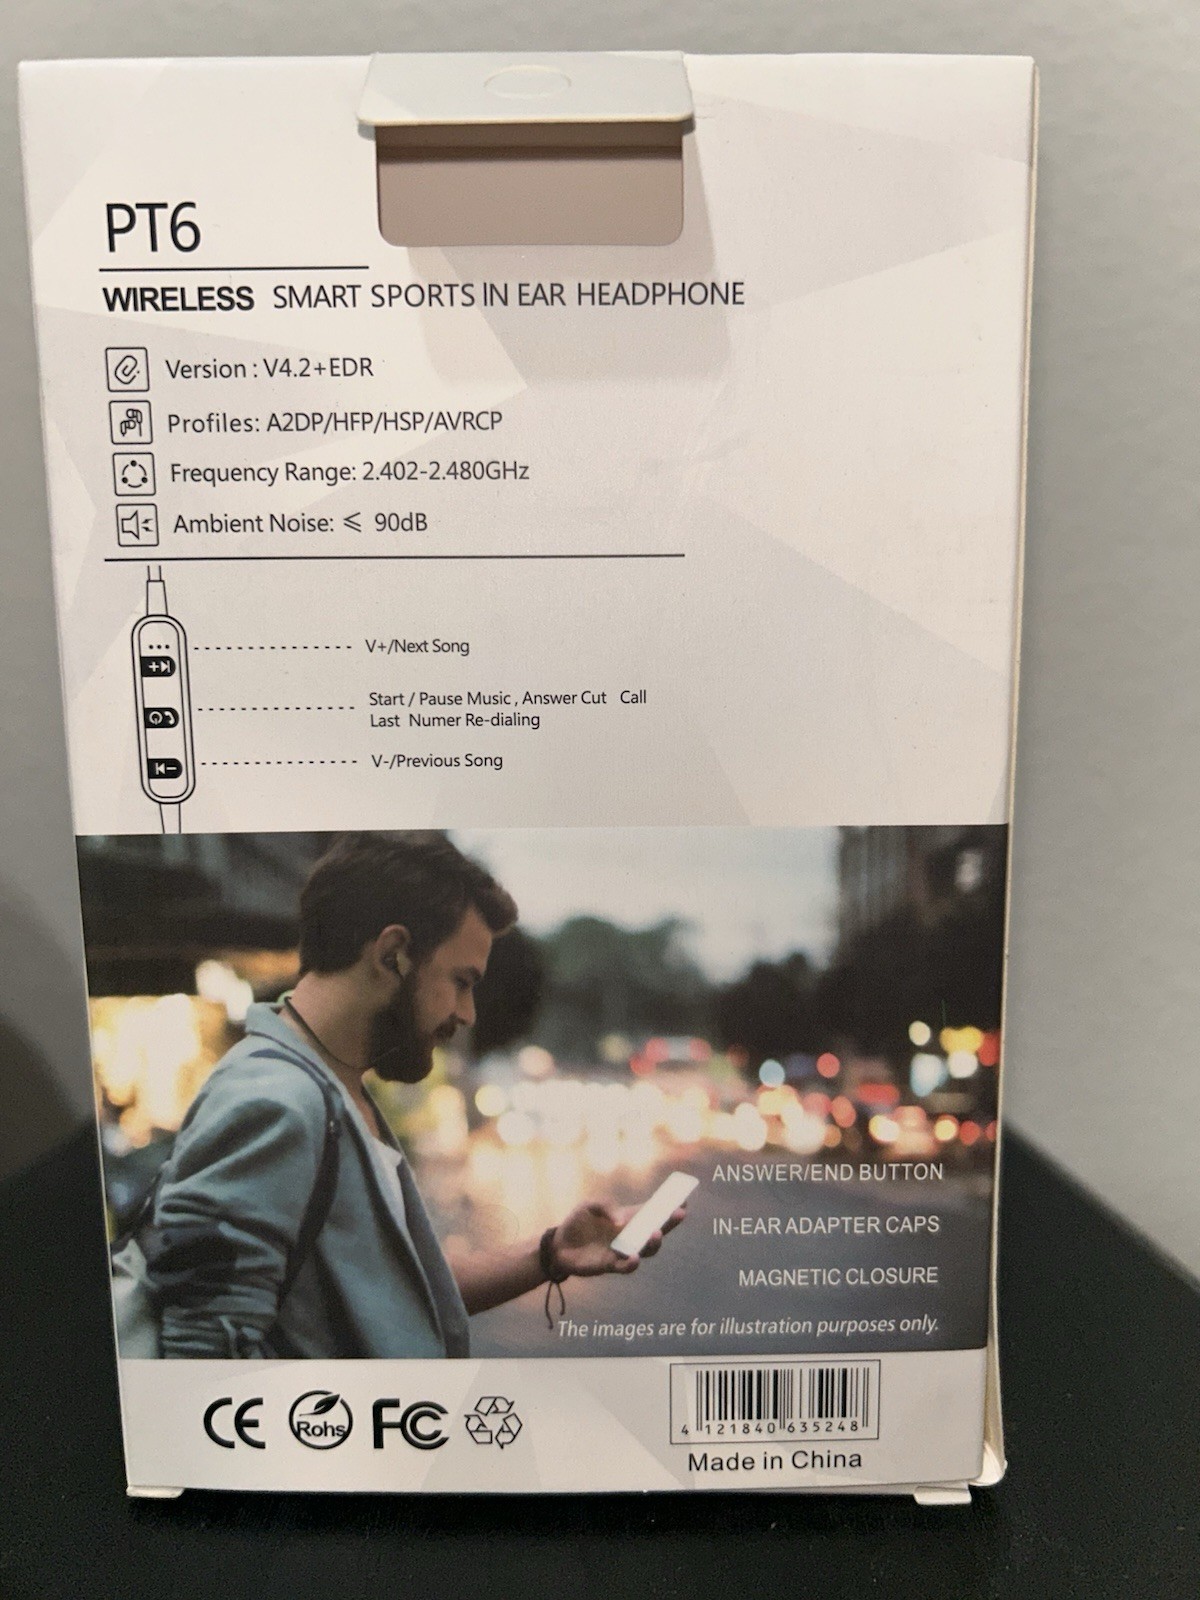 PT6
WIRELESS SMART SPORTS IN EAR HEADPHONE
Version : V4.2+EDR
Profiles: A2DP/HFP/HSP/AVRCP
Frequency Range: 2.402-2.480GHz
Ambient Noise: ≤ 90dB
V+/Next Song
Start / Pause Music , Answer Cut Call
Last Numer Re-dialing
V-/Previous Song
ANSWER/END BUTTON
IN-EAR ADAPTER CAPS
MAGNETIC CLOSURE
The images are for illustration purposes only.
CE Rohs FC
4 121840 635248
Made in China